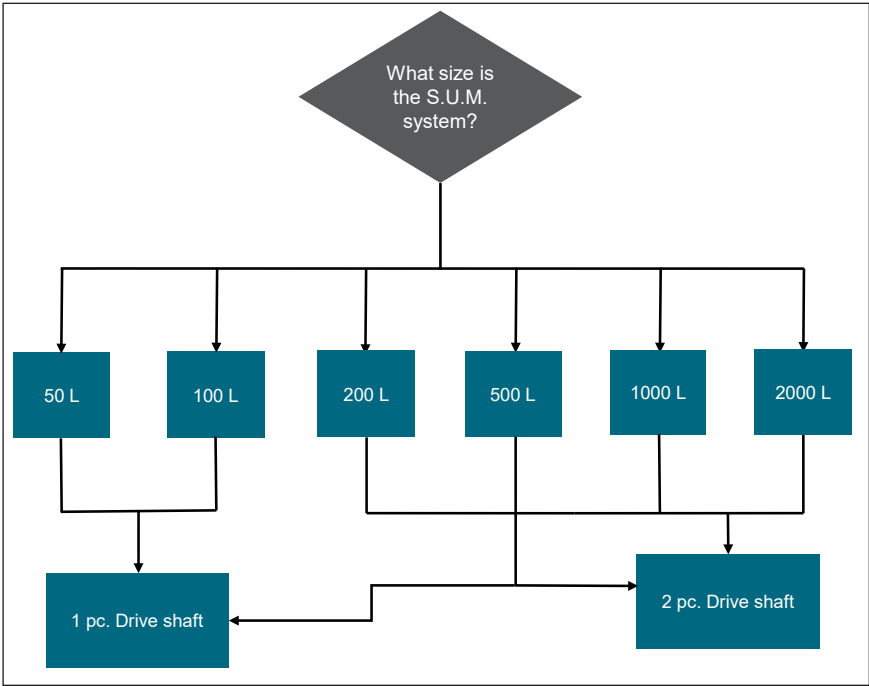 What size is
the S.U.M.
system?
50 L
100 L
200 L
500 L
1000 L
2000 L
1 pc. Drive shaft
2 pc. Drive shaft